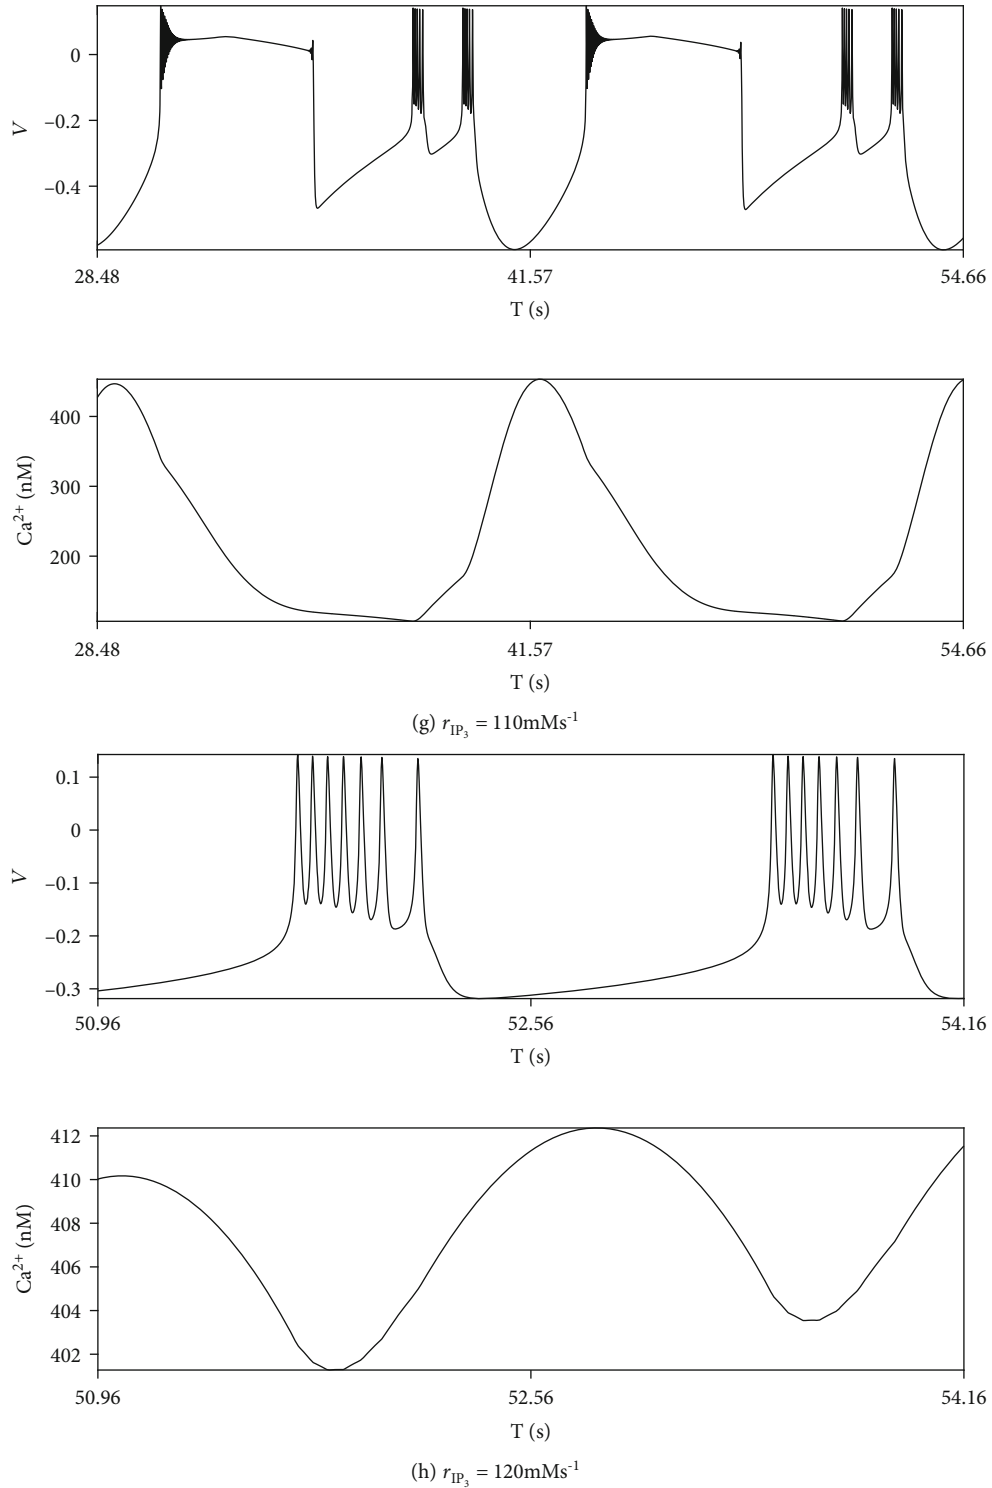 0
–0.2
–0.4
V
28.48 41.57 54.66
T (s)
400
300
200
Ca²⁺ (nM)
28.48 41.57 54.66
T (s)
(g) r_IP₃ = 110mMs⁻¹
0.1
0
–0.1
–0.2
–0.3
V
50.96 52.56 54.16
T (s)
412
410
408
406
404
402
Ca²⁺ (nM)
50.96 52.56 54.16
T (s)
(h) r_IP₃ = 120mMs⁻¹